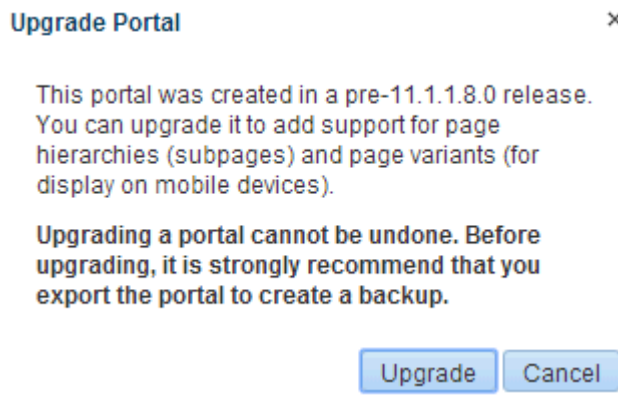 Upgrade Portal
This portal was created in a pre-11.1.1.8.0 release.
You can upgrade it to add support for page
hierarchies (subpages) and page variants (for
display on mobile devices).
Upgrading a portal cannot be undone. Before
upgrading, it is strongly recommend that you
export the portal to create a backup.
Upgrade Cancel